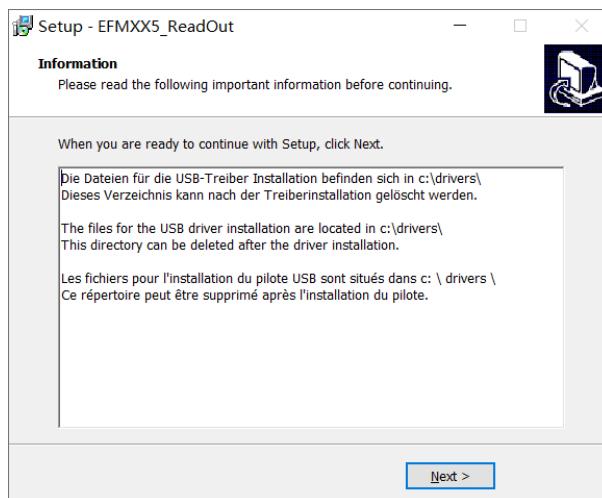 Setup - EFMXX5_ReadOut
Information
Please read the following important information before continuing.
When you are ready to continue with Setup, click Next.
Die Dateien für die USB-Treiber Installation befinden sich in c:\drivers\
Dieses Verzeichnis kann nach der Treiberinstallation gelöscht werden.
The files for the USB driver installation are located in c:\drivers\
This directory can be deleted after the driver installation.
Les fichiers pour l'installation du pilote USB sont situés dans c: \ drivers \
Ce répertoire peut être supprimé après l'installation du pilote.
Next >